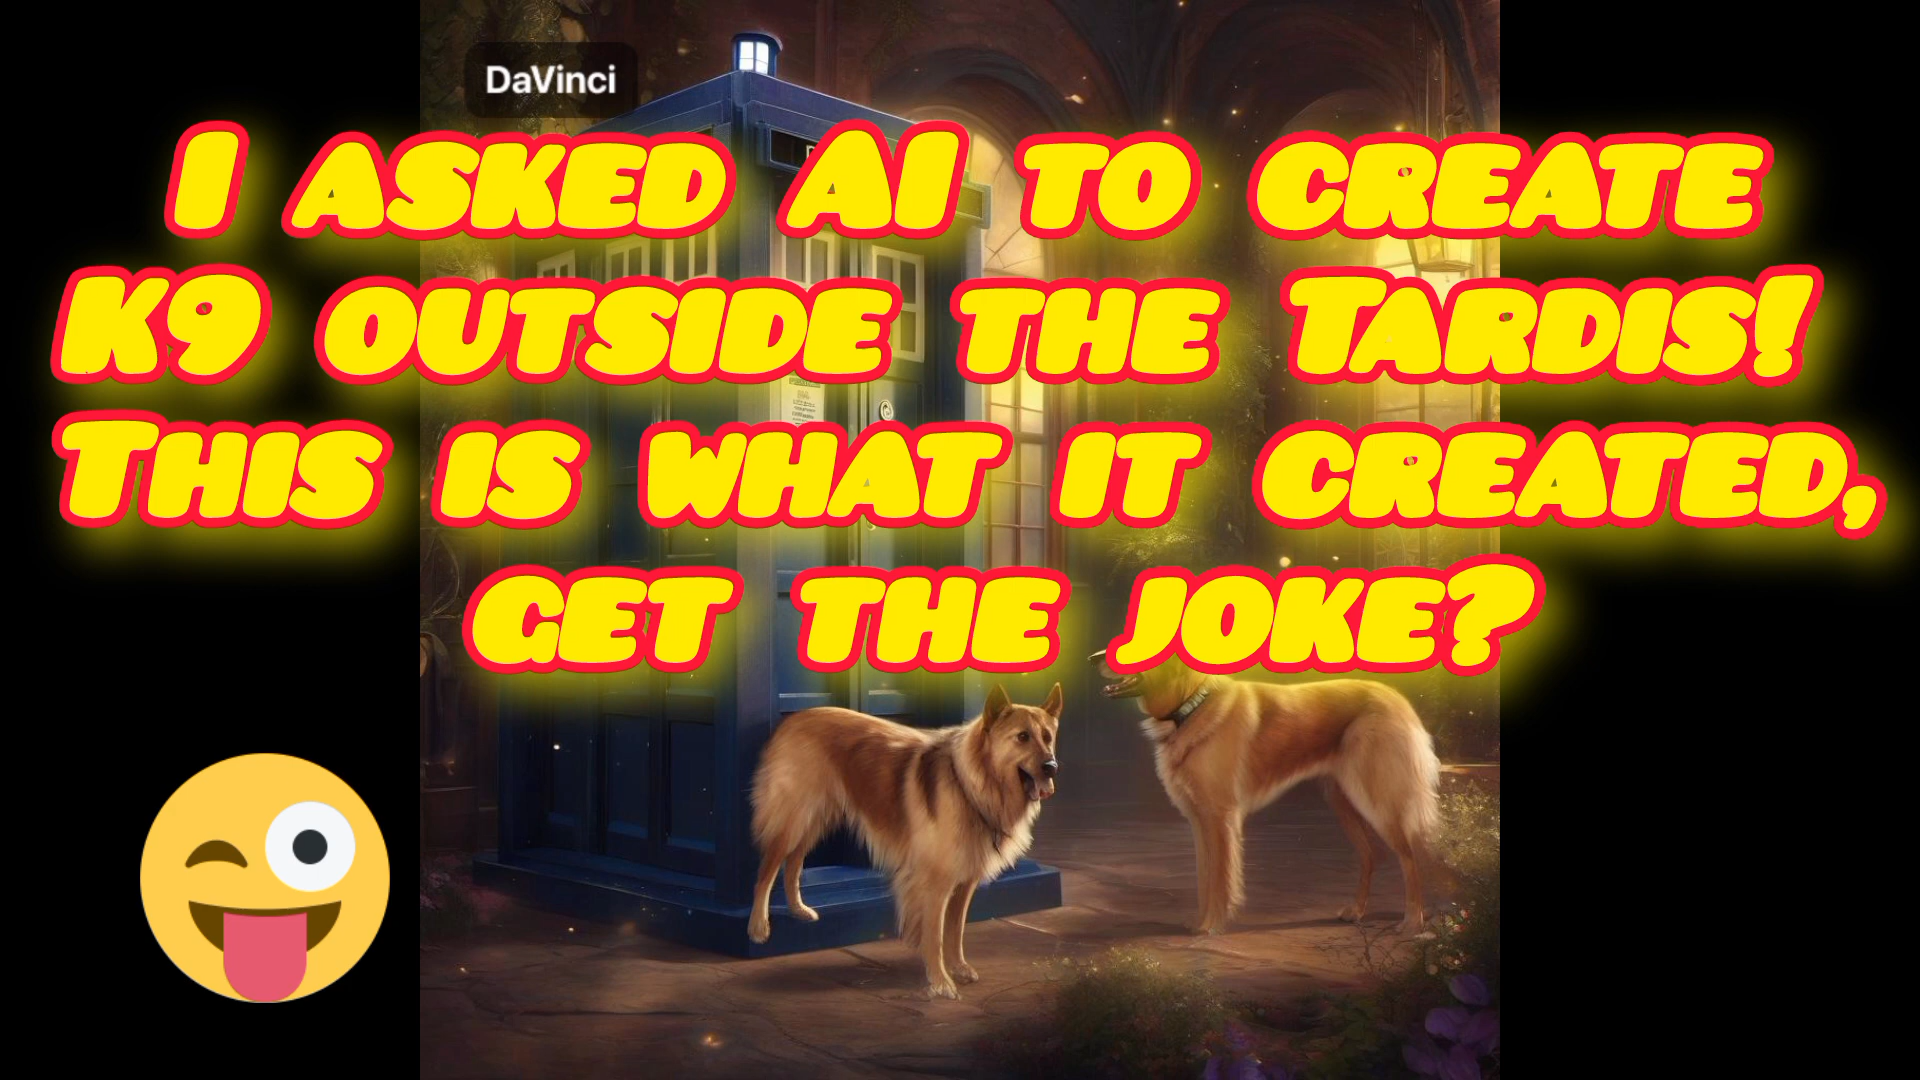 DaVinci
I asked AI to create
K9 outside the Tardis!
This is what it created,
get the joke?